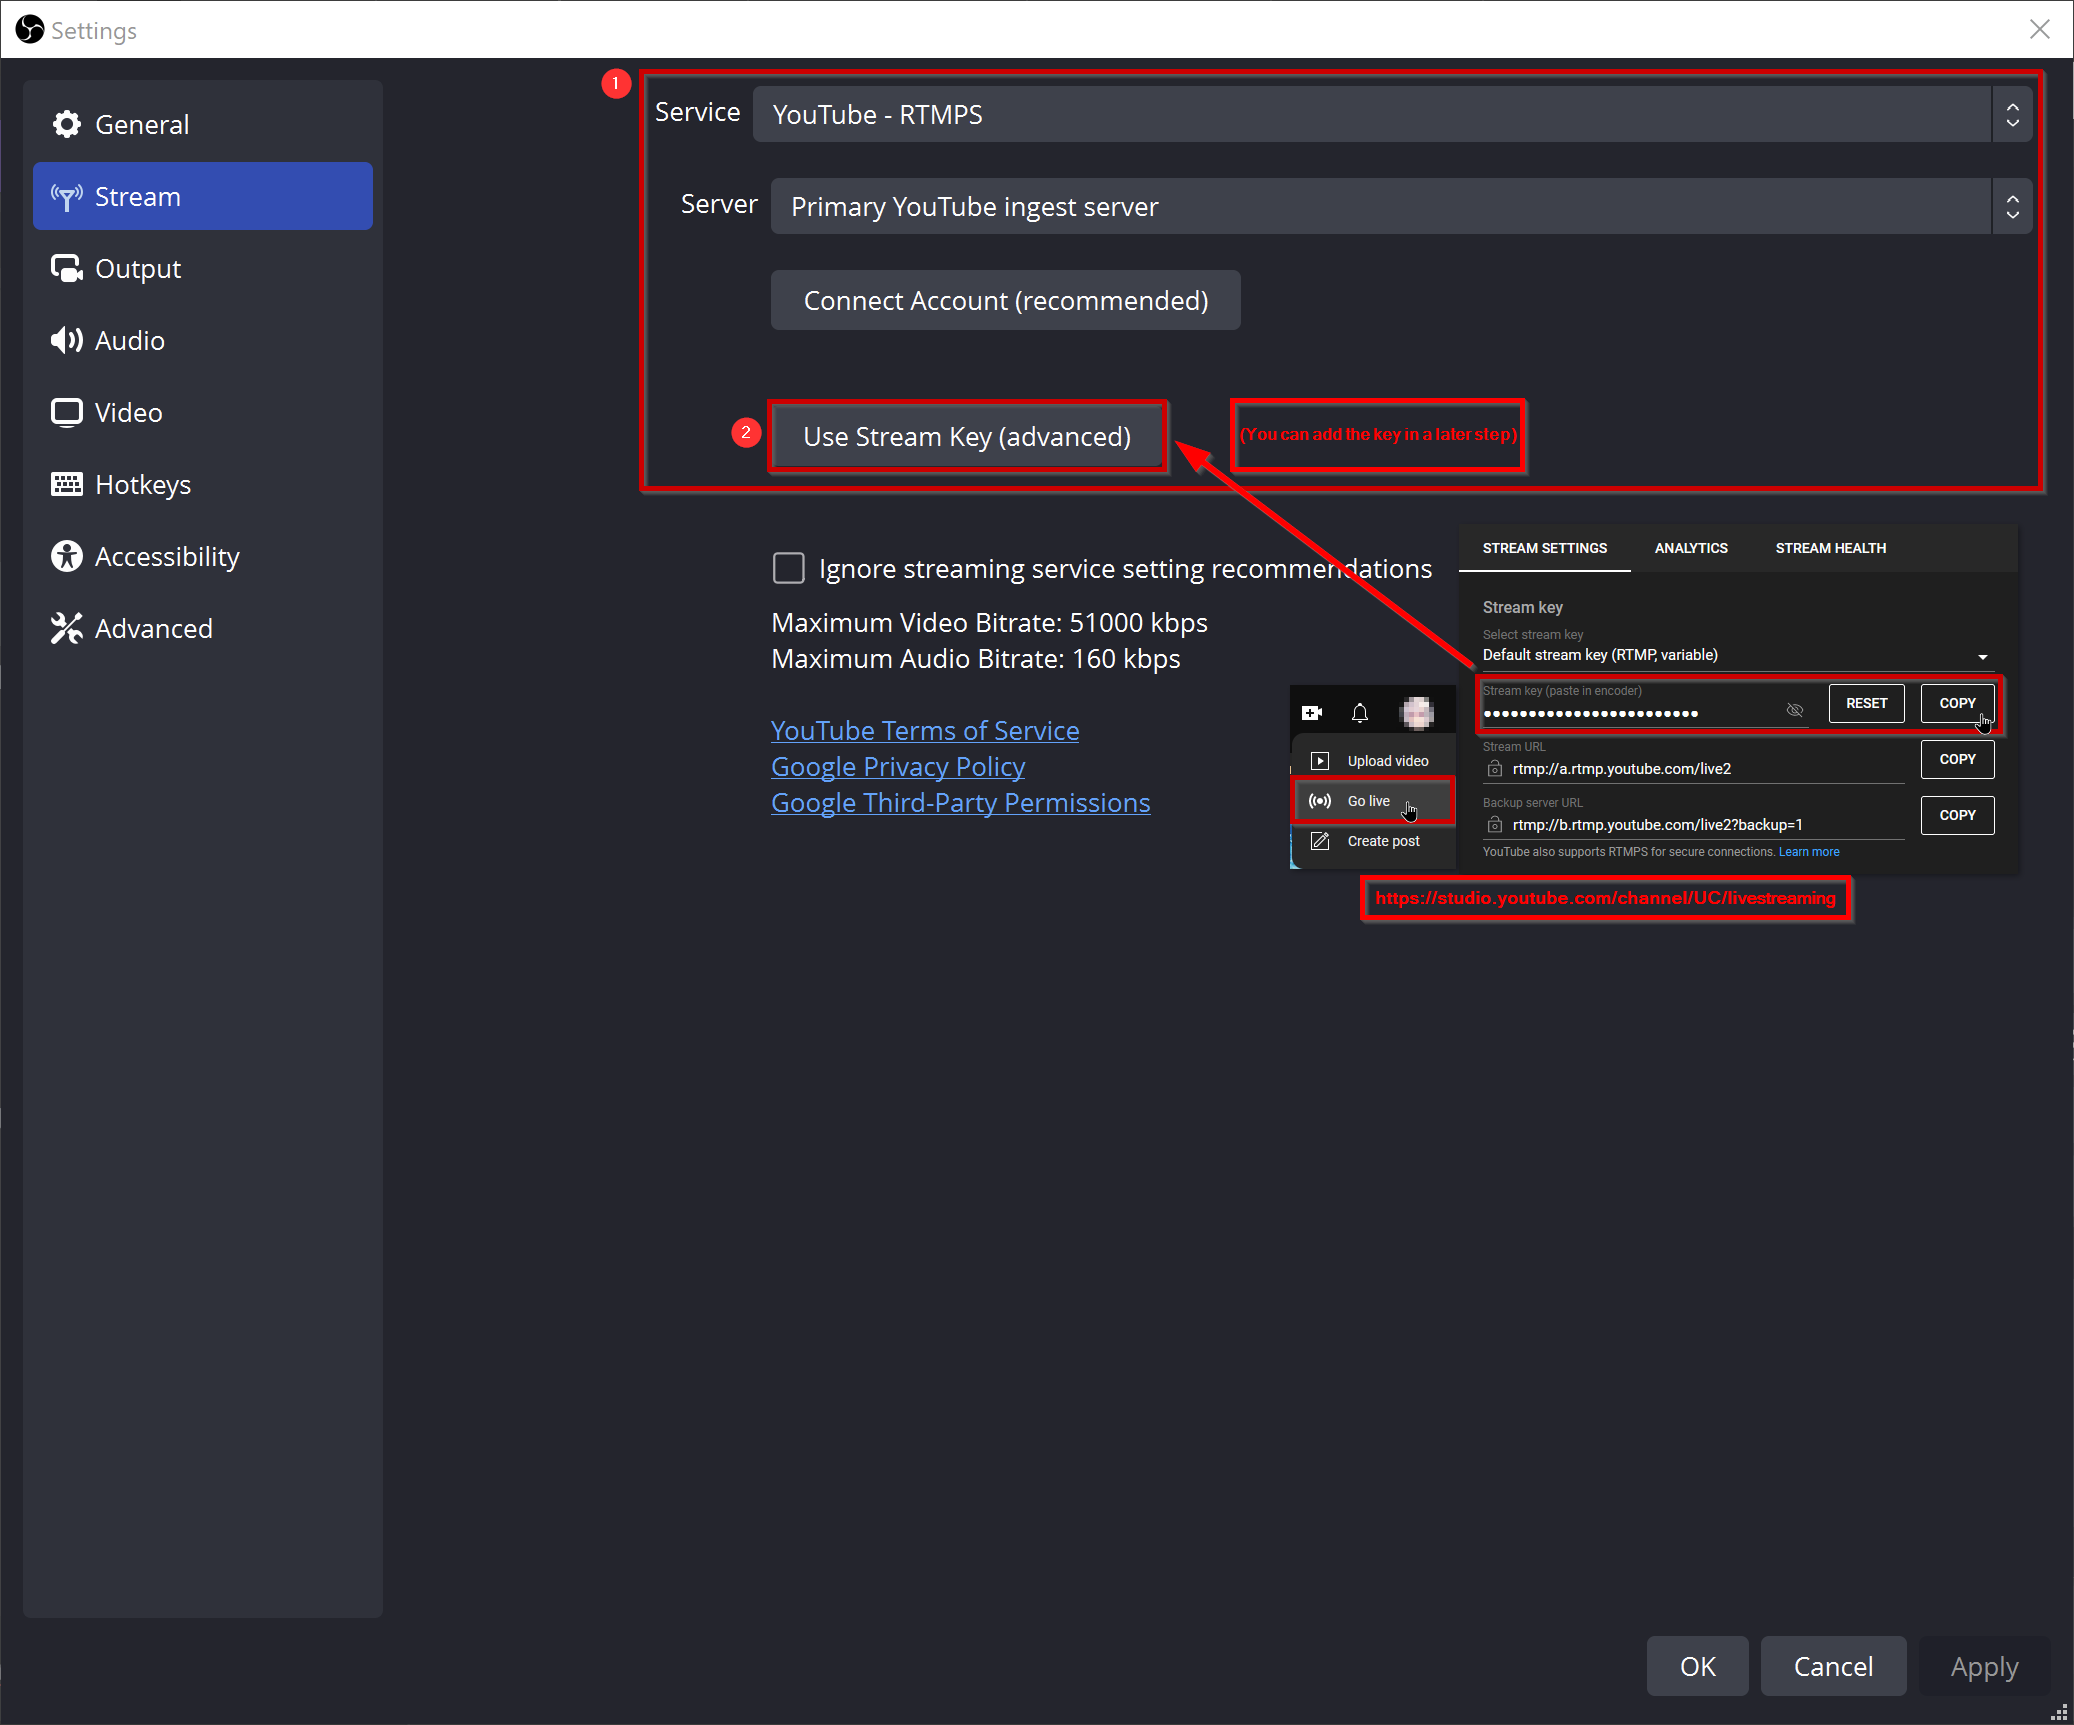 Settings
General
Stream
Output
Audio
Video
Hotkeys
Accessibility
Advanced
1
Service YouTube - RTMPS
Server Primary YouTube ingest server
Connect Account (recommended)
2 Use Stream Key (advanced) (You can add the key in a later step)
Ignore streaming service setting recommendations
Maximum Video Bitrate: 51000 kbps
Maximum Audio Bitrate: 160 kbps
YouTube Terms of Service
Google Privacy Policy
Google Third-Party Permissions
Upload video
Go live
Create post
STREAM SETTINGS ANALYTICS STREAM HEALTH
Stream key
Select stream key
Default stream key (RTMP, variable)
Stream key (paste in encoder)
RESET COPY
Stream URL
rtmp://a.rtmp.youtube.com/live2 COPY
Backup server URL
rtmp://b.rtmp.youtube.com/live2?backup=1 COPY
YouTube also supports RTMPS for secure connections. Learn more
https://studio.youtube.com/channel/UC/livestreaming
OK Cancel Apply